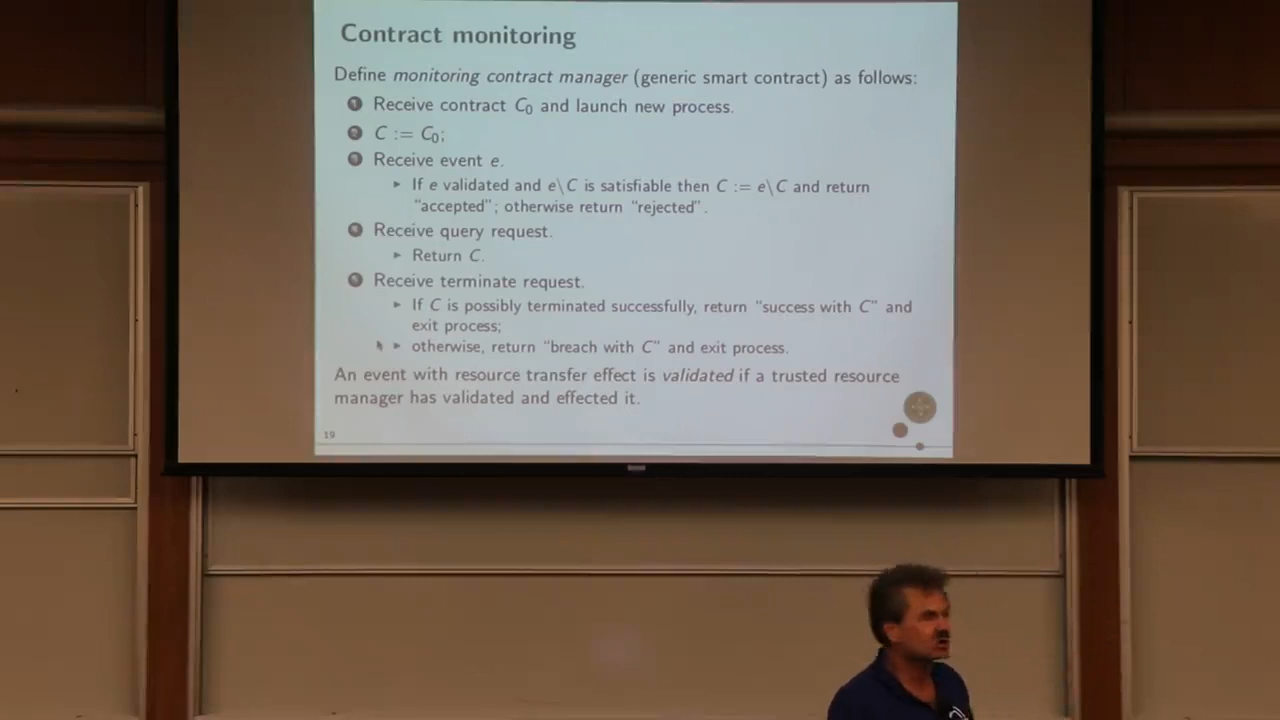 Contract monitoring
Define monitoring contract manager (generic smart contract) as follows:
1 Receive contract C₀ and launch new process.
2 C := C₀;
3 Receive event e.
▸ If e validated and e\C is satisfiable then C := e\C and return
“accepted”; otherwise return “rejected”.
Receive query request.
▸ Return C.
Receive terminate request.
▸ If C is possibly terminated successfully, return “success with C” and
exit process;
▸ otherwise, return “breach with C” and exit process.
An event with resource transfer effect is validated if a trusted resource
manager has validated and effected it.
19